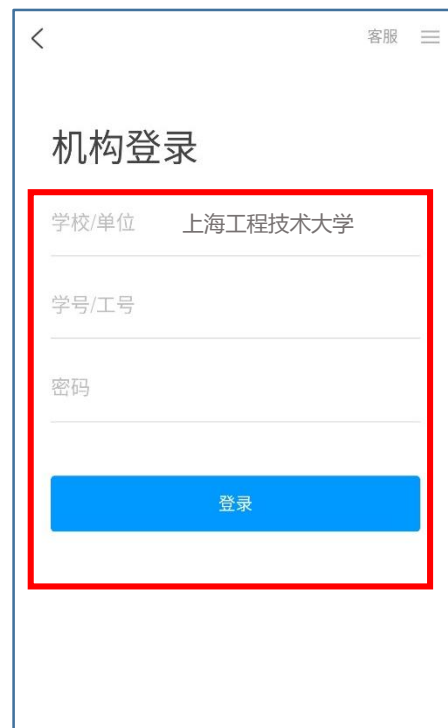 客服
机构登录
学校/单位 上海工程技术大学
学号/工号
密码
登录